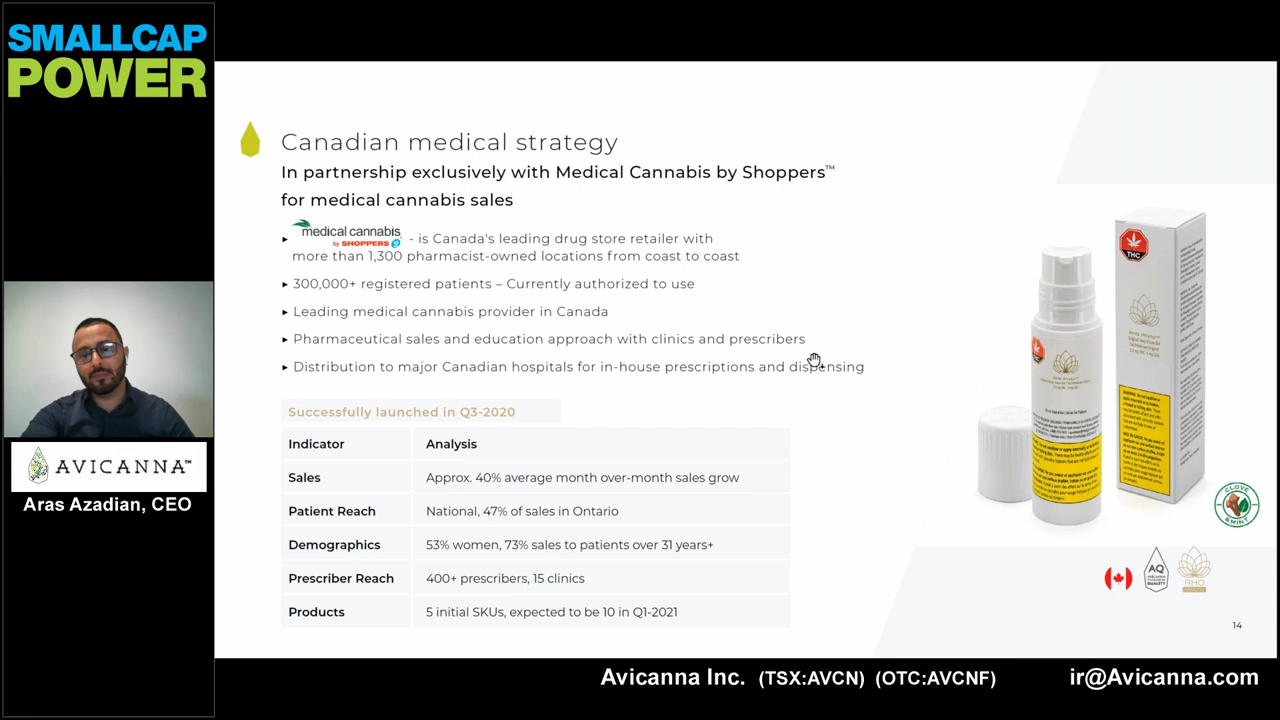 SMALLCAP
POWER
Canadian medical strategy
In partnership exclusively with Medical Cannabis by Shoppers™
for medical cannabis sales
▸ medical cannabis by SHOPPERS - is Canada's leading drug store retailer with
more than 1,300 pharmacist-owned locations from coast to coast
▸ 300,000+ registered patients – Currently authorized to use
▸ Leading medical cannabis provider in Canada
▸ Pharmaceutical sales and education approach with clinics and prescribers
▸ Distribution to major Canadian hospitals for in-house prescriptions and dispensing
Successfully launched in Q3-2020
Indicator Analysis
Sales Approx. 40% average month over-month sales grow
Patient Reach National, 47% of sales in Ontario
Demographics 53% women, 73% sales to patients over 31 years+
Prescriber Reach 400+ prescribers, 15 clinics
Products 5 initial SKUs, expected to be 10 in Q1-2021
THC
CLOVE
& MINT
AQ
RHO
14
AVICANNA™
Aras Azadian, CEO
Avicanna Inc. (TSX:AVCN) (OTC:AVCNF) ir@Avicanna.com